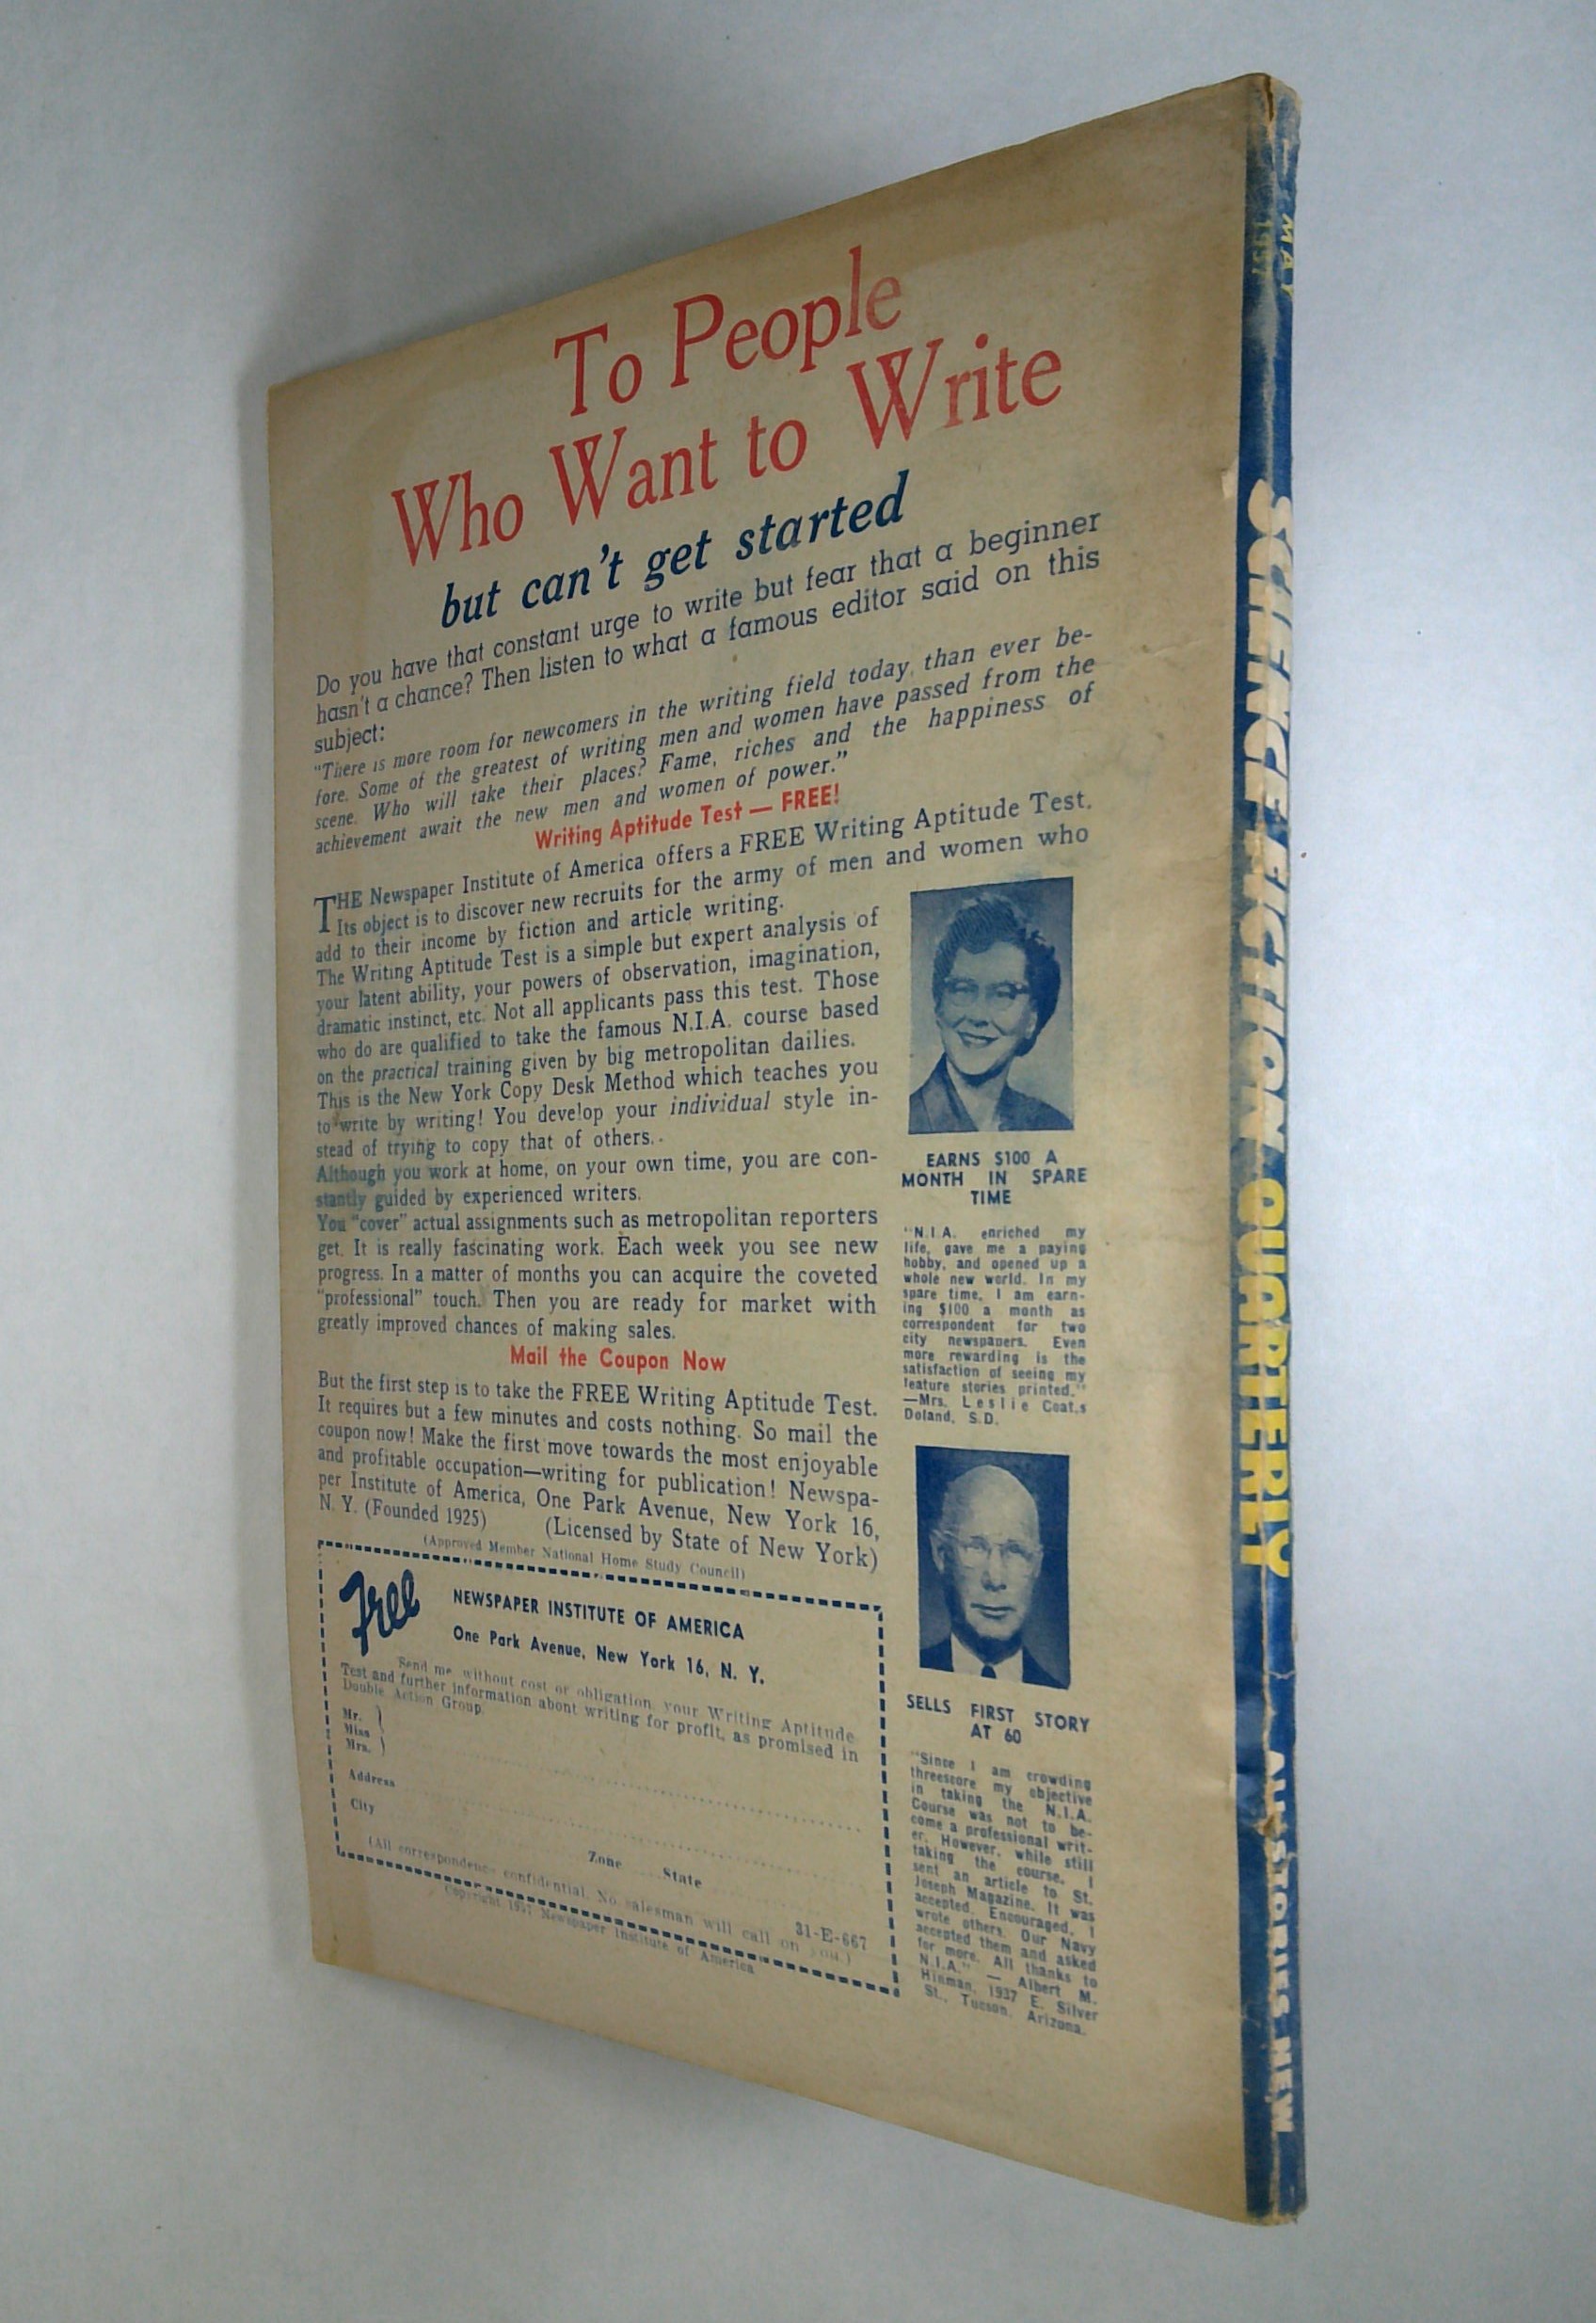 To People
Who Want to Write
but can't get started
Do you have that constant urge to write but fear that a beginner
hasn't a chance? Then listen to what a famous editor said on this
subject:
"There is more room for newcomers in the writing field today than ever be-
fore. Some of the greatest of writing men and women have passed from the
scene. Who will take their places? Fame, riches and the happiness of
achievement await the new men and women of power."
Writing Aptitude Test — FREE!
THE Newspaper Institute of America offers a FREE Writing Aptitude Test.
Its object is to discover new recruits for the army of men and women who
add to their income by fiction and article writing.
The Writing Aptitude Test is a simple but expert analysis of
your latent ability, your powers of observation, imagination,
dramatic instinct, etc. Not all applicants pass this test. Those
who do are qualified to take the famous N.I.A. course based
on the practical training given by big metropolitan dailies.
This is the New York Copy Desk Method which teaches you
to write by writing! You develop your individual style in-
stead of trying to copy that of others.
Although you work at home, on your own time, you are con-
stantly guided by experienced writers.
You "cover" actual assignments such as metropolitan reporters
get. It is really fascinating work. Each week you see new
progress. In a matter of months you can acquire the coveted
"professional" touch. Then you are ready for market with
greatly improved chances of making sales.
Mail the Coupon Now
But the first step is to take the FREE Writing Aptitude Test.
It requires but a few minutes and costs nothing. So mail the
coupon now! Make the first move towards the most enjoyable
and profitable occupation—writing for publication! Newspa-
per Institute of America, One Park Avenue, New York 16,
N. Y. (Founded 1925) (Licensed by State of New York)
(Approved Member National Home Study Council)
Free
NEWSPAPER INSTITUTE OF AMERICA
One Park Avenue, New York 16, N. Y.
Send me, without cost or obligation, your Writing Aptitude
Test and further information about writing for profit, as promised in
Double Action Group.
Mr.
Miss
Mrs.
Address
City
Zone State
(All correspondence confidential. No salesman will call on you.)
31-E-667
Copyright 1957 Newspaper Institute of America
EARNS $100 A
MONTH IN SPARE
TIME
"N.I.A. enriched my
life, gave me a paying
hobby, and opened up a
whole new world. In my
spare time, I am earn-
ing $100 a month as
correspondent for two
city newspapers. Even
more rewarding is the
satisfaction of seeing my
feature stories printed."
—Mrs. Leslie Coat,s
Doland, S.D.
SELLS FIRST STORY
AT 60
"Since I am crowding
threescore my objective
in taking the N.I.A.
Course was not to be-
come a professional writ-
er. However, while still
taking the course, I
sent an article to St.
Joseph Magazine. It was
accepted. Encouraged, I
wrote others. Our Navy
accepted them and asked
for more. All thanks to
N.I.A." — Albert M.
Hinman, 1937 E. Silver
St., Tucson, Arizona.
MAY
1957
SCIENCE FICTION QUARTERLY
ALL STORIES NEW